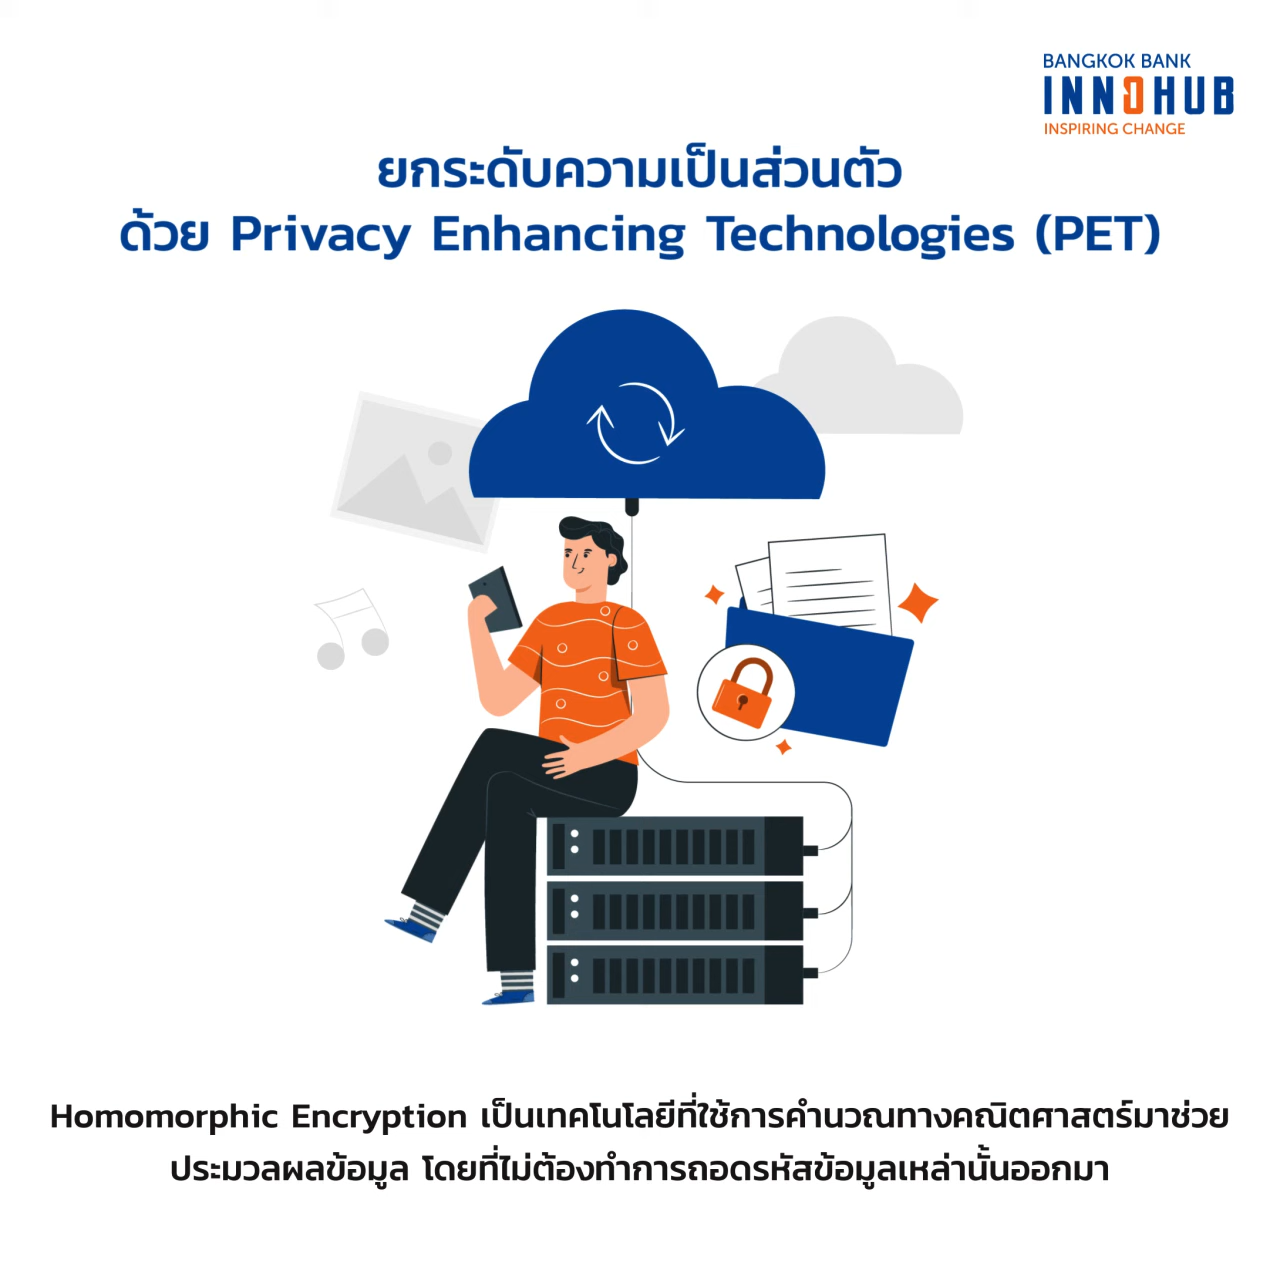 BANGKOK BANK
INNOHUB
INSPIRING CHANGE
ยกระดับความเป็นส่วนตัว
ด้วย Privacy Enhancing Technologies (PET)
Homomorphic Encryption เป็นเทคโนโลยีที่ใช้การคำนวณทางคณิตศาสตร์มาช่วย
ประมวลผลข้อมูล โดยที่ไม่ต้องทำการถอดรหัสข้อมูลเหล่านั้นออกมา